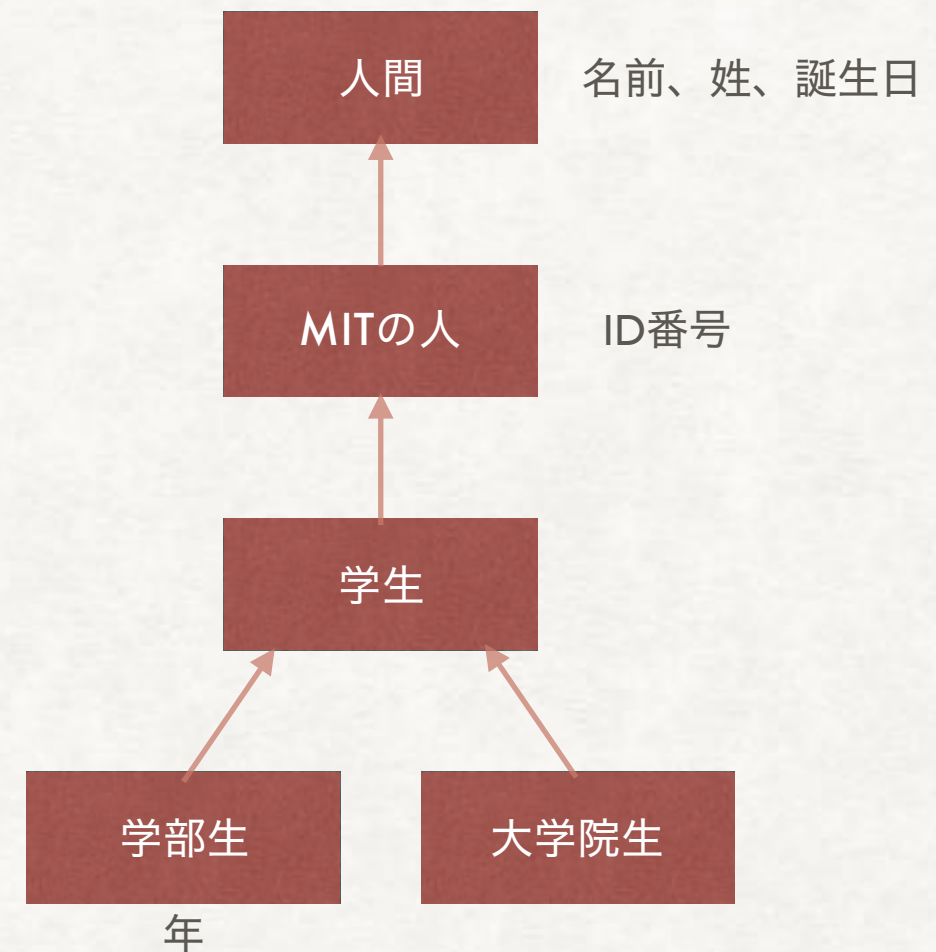 人間
名前、姓、誕生日
MITの人
ID番号
学生
学部生
大学院生
年